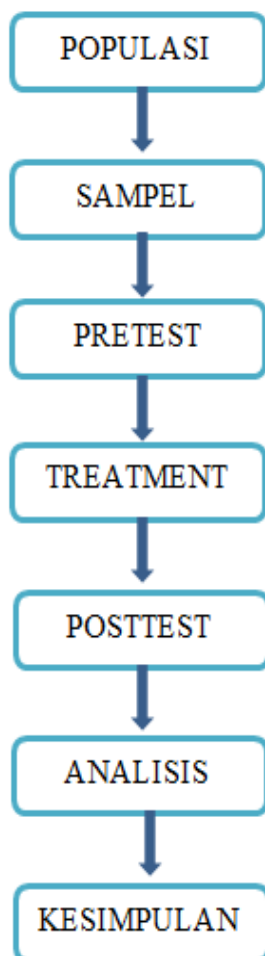 POPULASI
SAMPEL
PRETEST
TREATMENT
POSTTEST
ANALISIS
KESIMPULAN